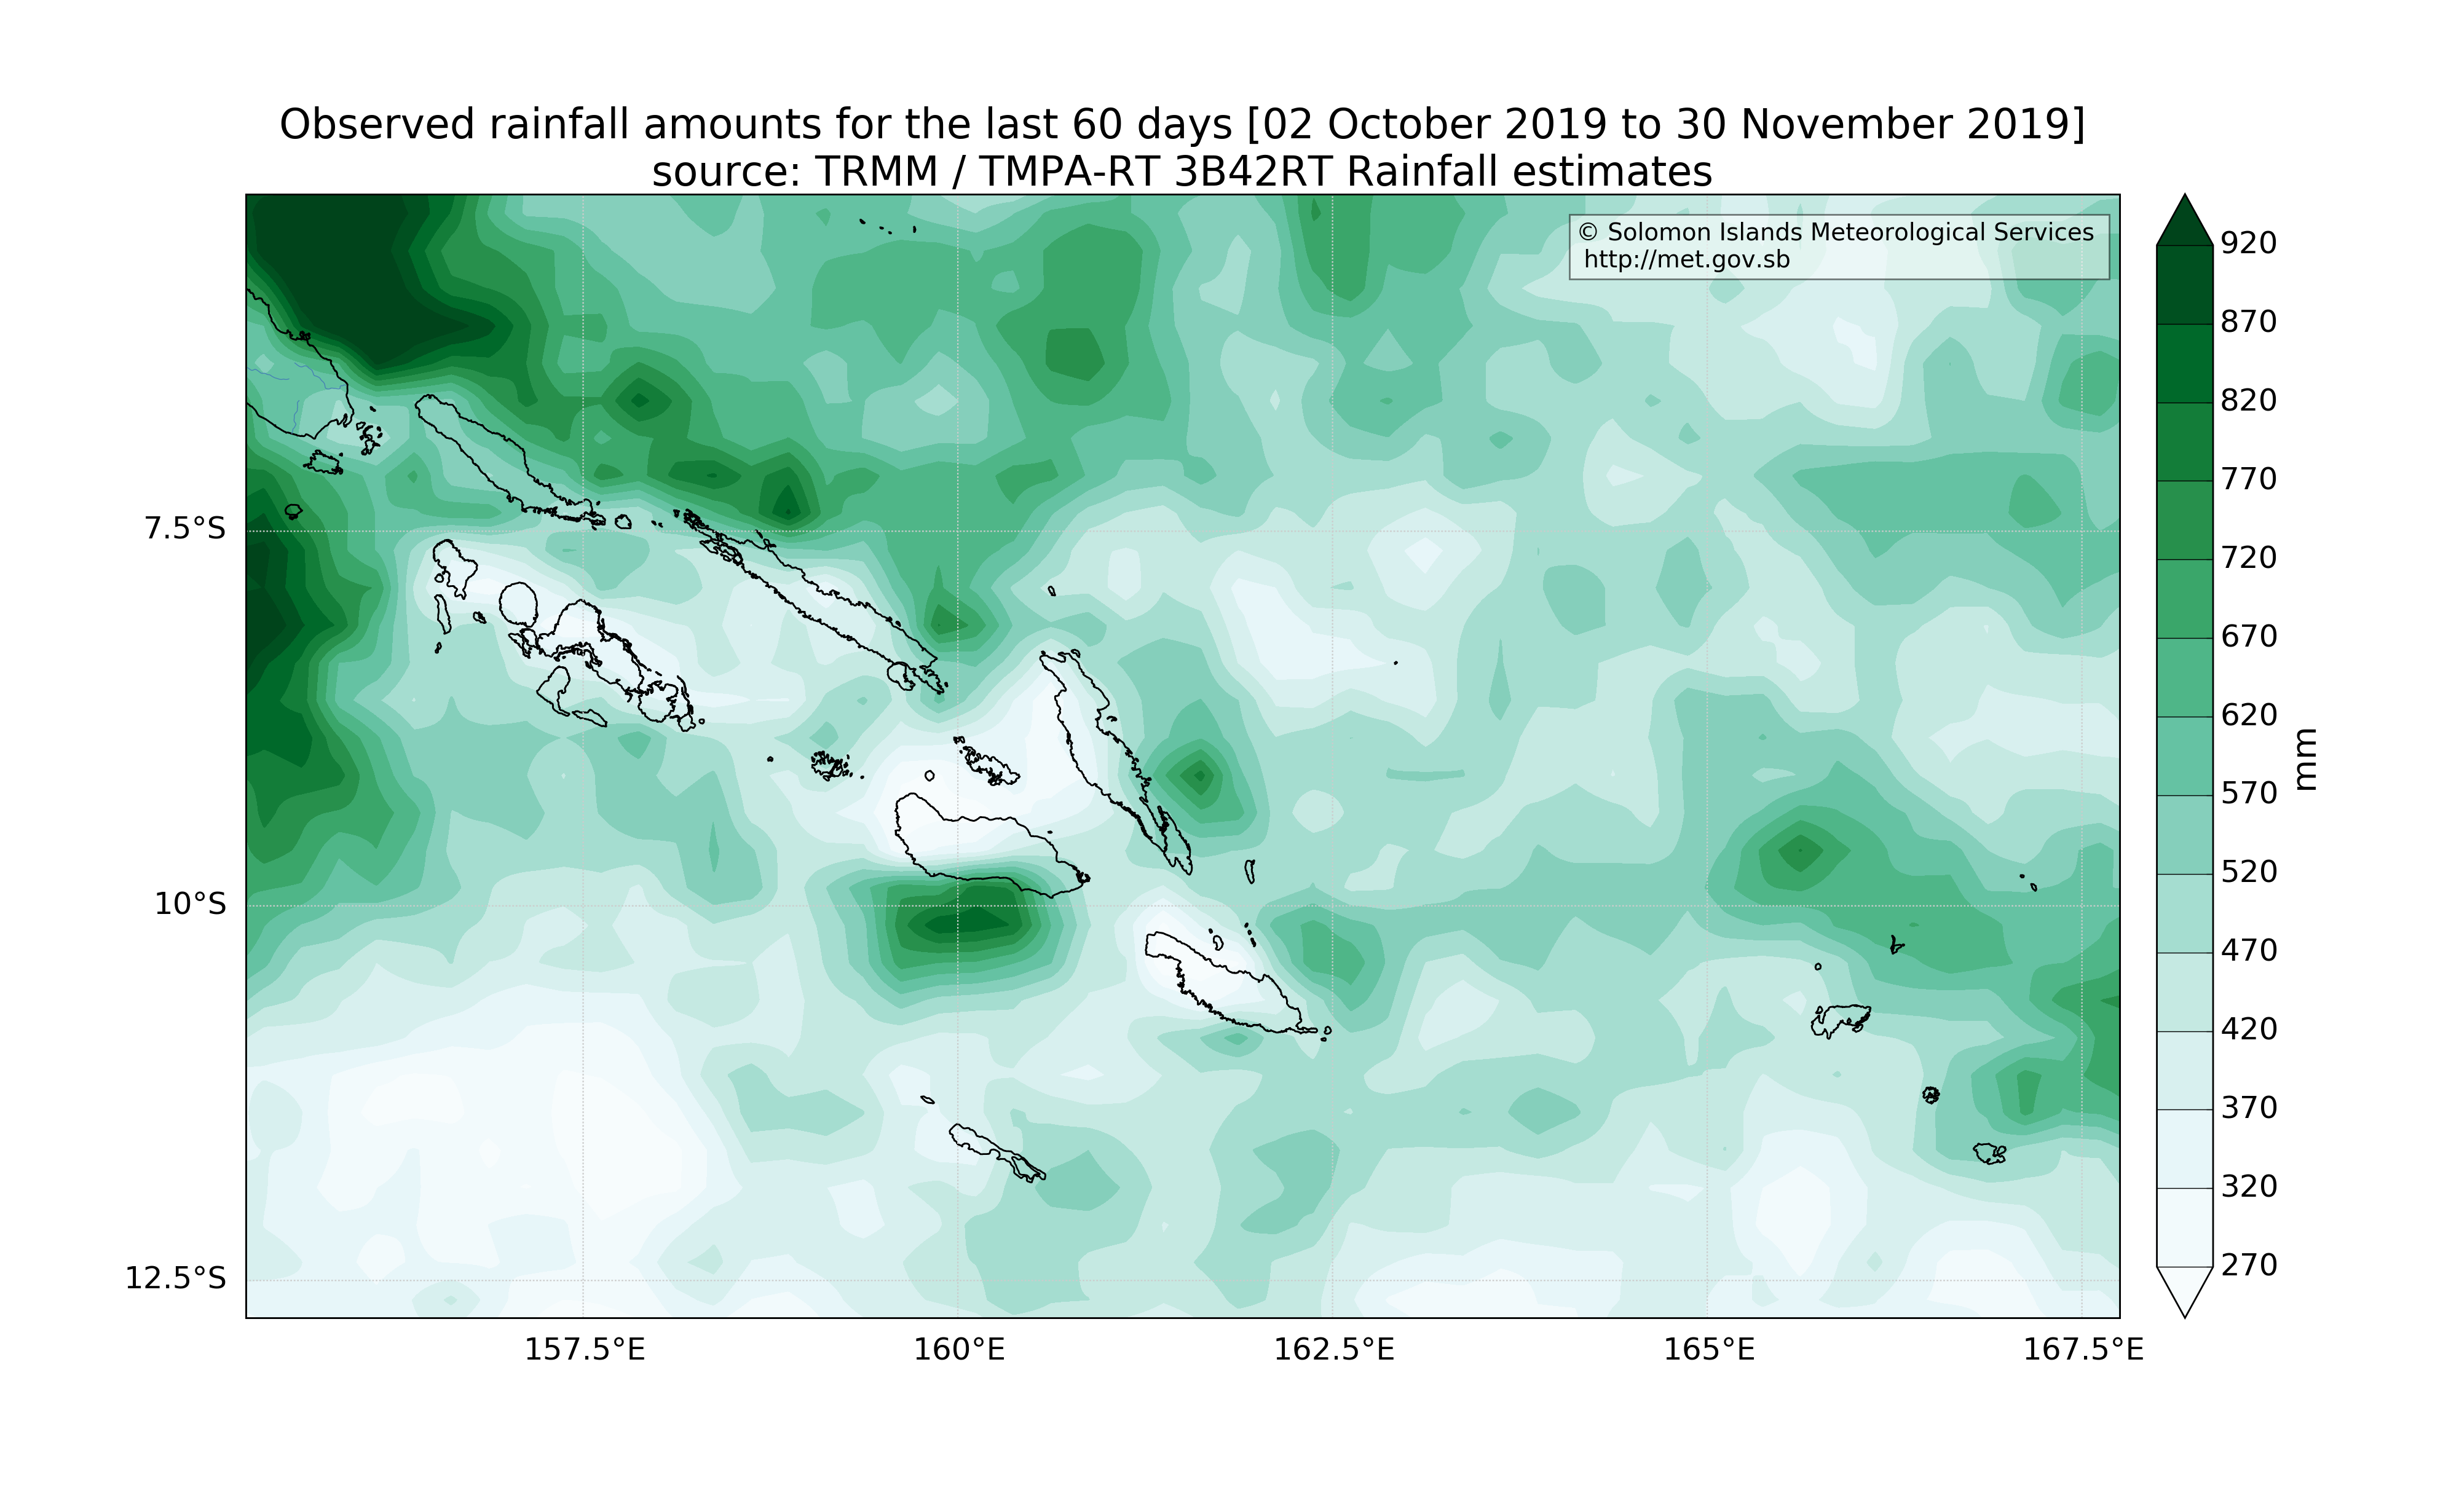 Observed rainfall amounts for the last 60 days [02 October 2019 to 30 November 2019]
source: TRMM / TMPA-RT 3B42RT Rainfall estimates
© Solomon Islands Meteorological Services
http://met.gov.sb
7.5°S
10°S
12.5°S
157.5°E
160°E
162.5°E
165°E
167.5°E
920
870
820
770
720
670
620
570
520
470
420
370
320
270
mm